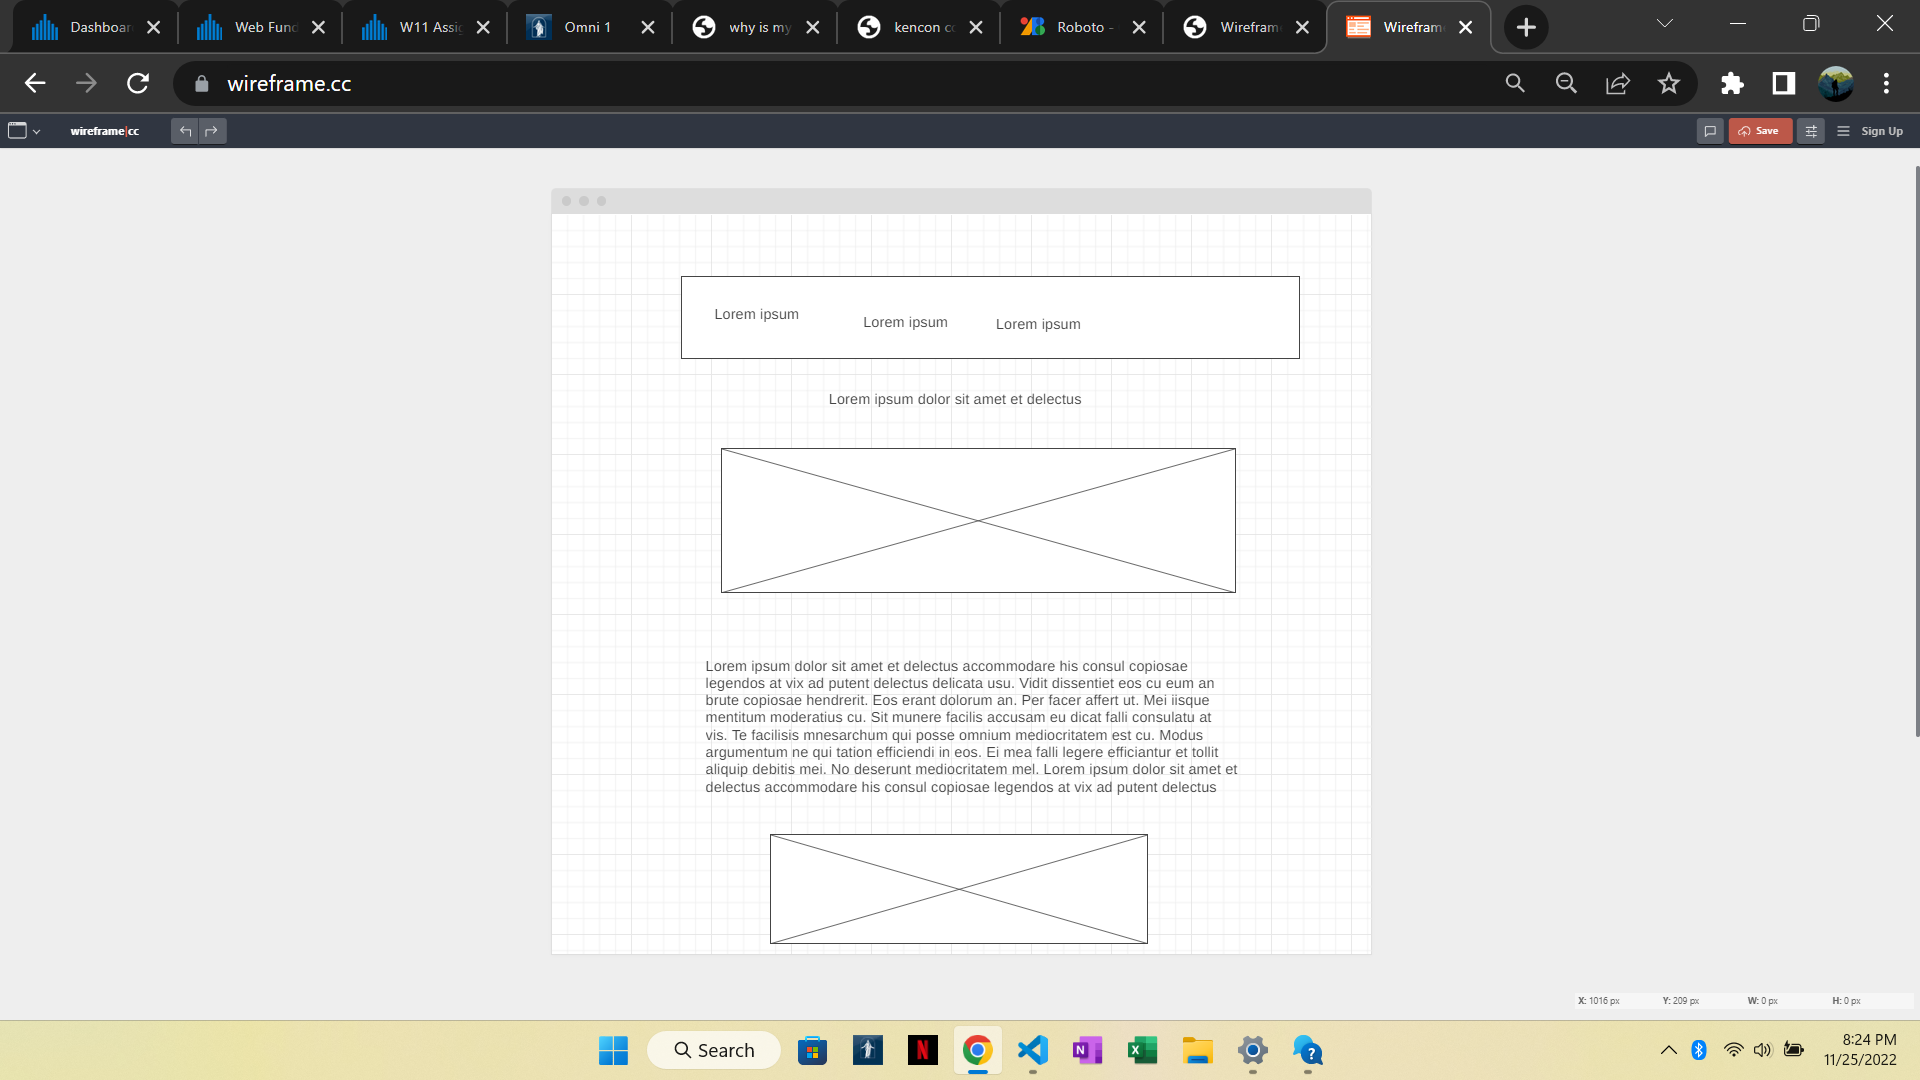 Dashboar
Web Fund
W11 Assig
Omni 1
why is my
kencon co
Roboto -
Wirefram
Wirefram
wireframe.cc
wireframe|cc
Save
Sign Up
Lorem ipsum
Lorem ipsum
Lorem ipsum
Lorem ipsum dolor sit amet et delectus
Lorem ipsum dolor sit amet et delectus accommodare his consul copiosae
legendos at vix ad putent delectus delicata usu. Vidit dissentiet eos cu eum an
brute copiosae hendrerit. Eos erant dolorum an. Per facer affert ut. Mei iisque
mentitum moderatius cu. Sit munere facilis accusam eu dicat falli consulatu at
vis. Te facilisis mnesarchum qui posse omnium mediocritatem est cu. Modus
argumentum ne qui tation efficiendi in eos. Ei mea falli legere efficiantur et tollit
aliquip debitis mei. No deserunt mediocritatem mel. Lorem ipsum dolor sit amet et
delectus accommodare his consul copiosae legendos at vix ad putent delectus
X: 1016 px Y: 209 px W: 0 px H: 0 px
Search
8:24 PM
11/25/2022